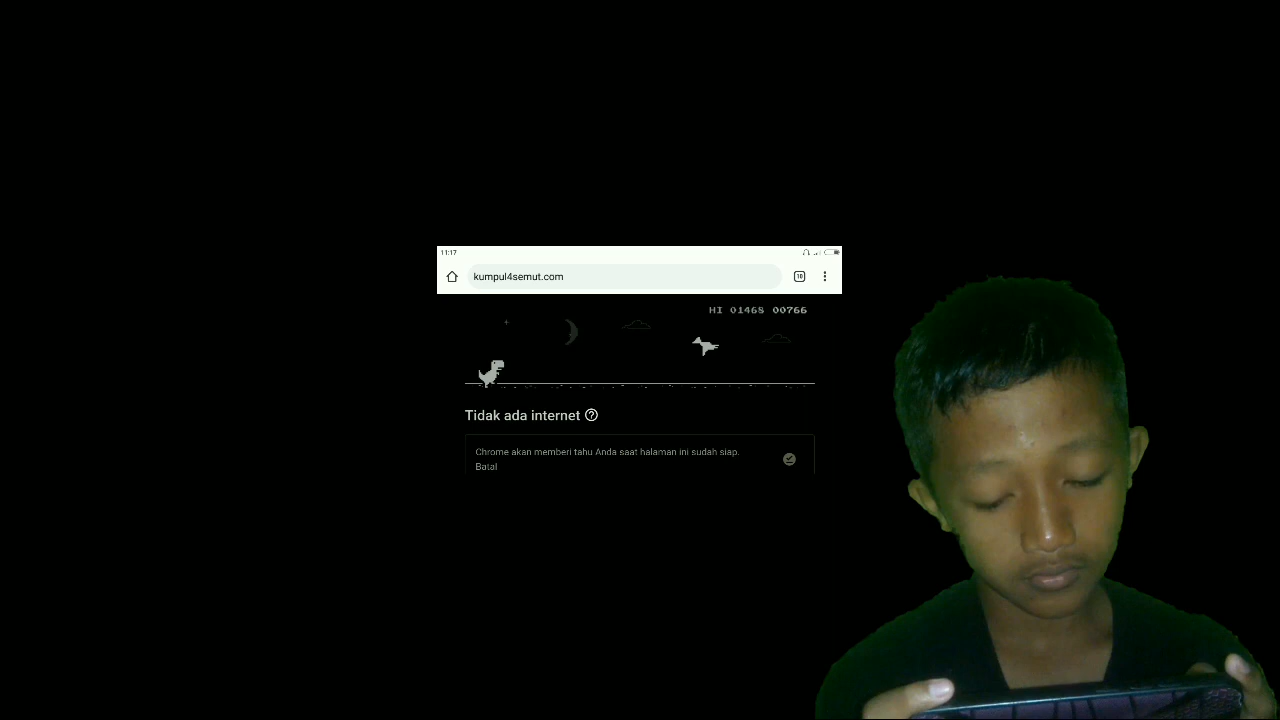 11:17
kumpul4semut.com
10
HI 01468 00766
Tidak ada internet
Chrome akan memberi tahu Anda saat halaman ini sudah siap.
Batal